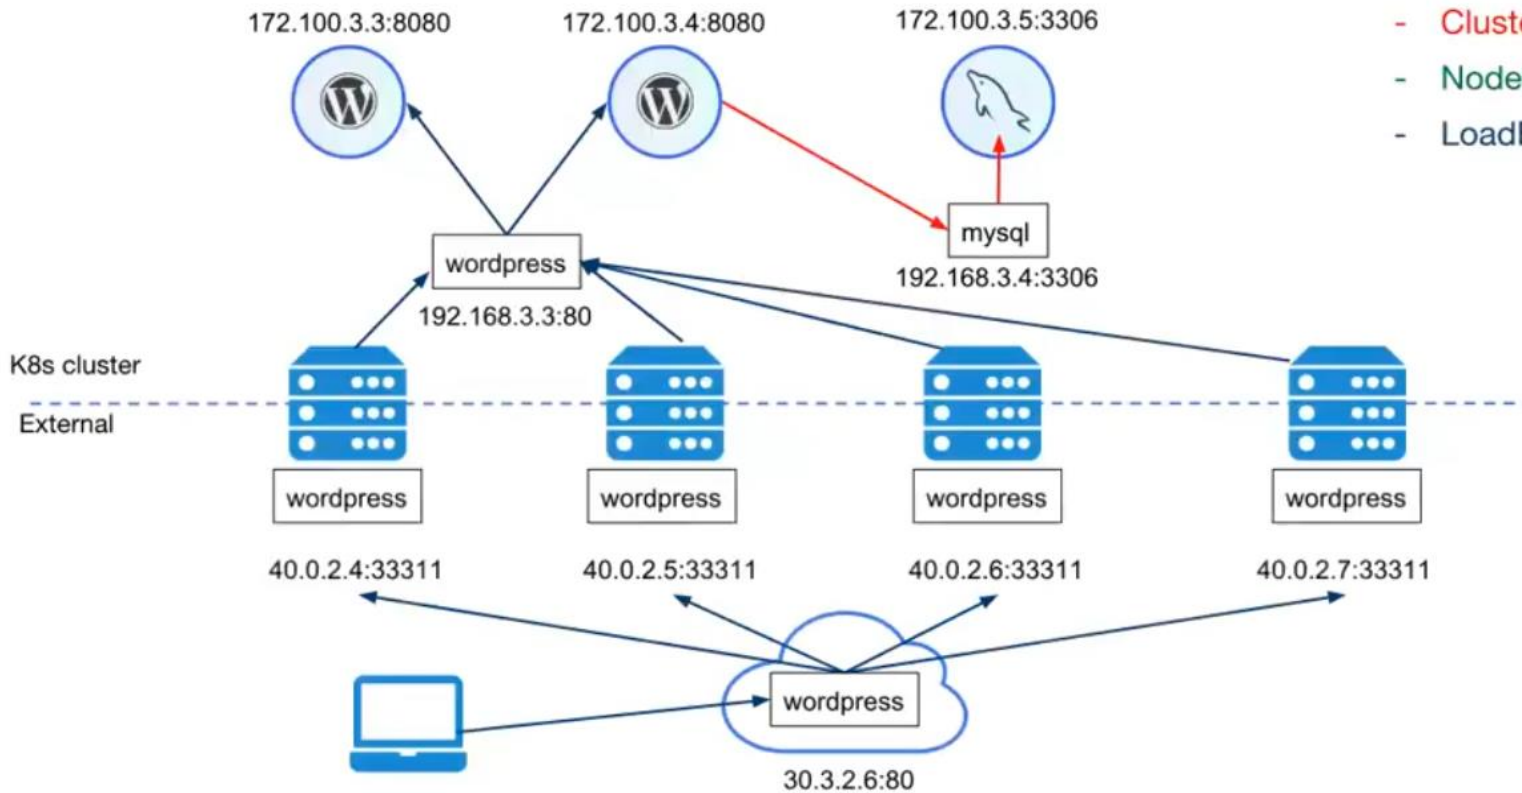 172.100.3.3:8080
172.100.3.4:8080
172.100.3.5:3306
- Cluste
- Node
- Load
mysql
wordpress
192.168.3.4:3306
192.168.3.3:80
K8s cluster
External
wordpress
wordpress
wordpress
wordpress
40.0.2.4:33311
40.0.2.5:33311
40.0.2.6:33311
40.0.2.7:33311
wordpress
30.3.2.6:80